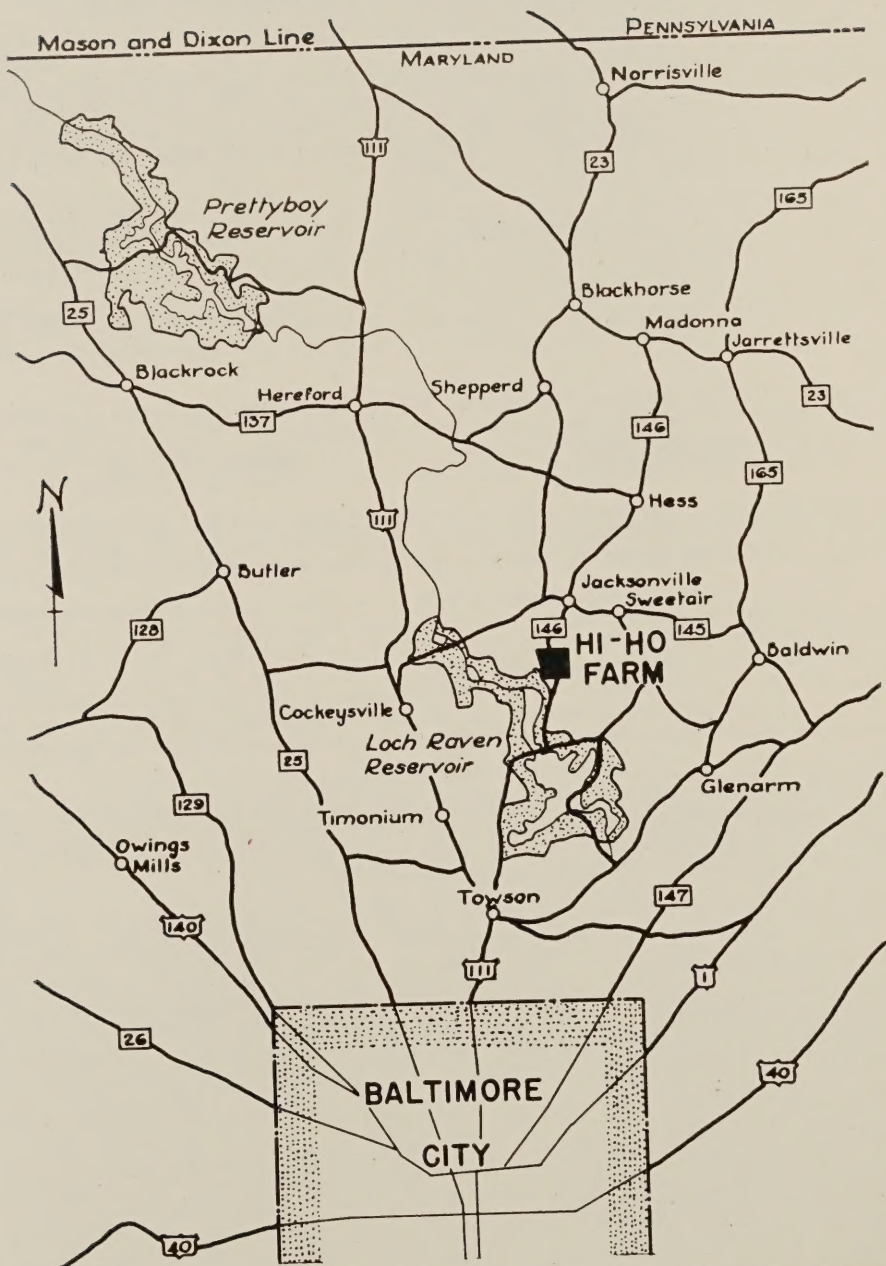 Mason and Dixon Line
PENNSYLVANIA
MARYLAND
Norrisville
111
23
165
Prettyboy
Reservoir
25
Blackhorse
Madonna
Jarrettsville
Blackrock
Hereford
Shepperd
137
146
23
165
N
111
Hess
Butler
Jacksonville
Sweetair
128
146
145
HI-HO
FARM
Baldwin
Cockeysville
Loch Raven
Reservoir
25
Glenarm
129
Timonium
Owings
Mills
Towson
147
140
111
1
26
40
BALTIMORE
CITY
40